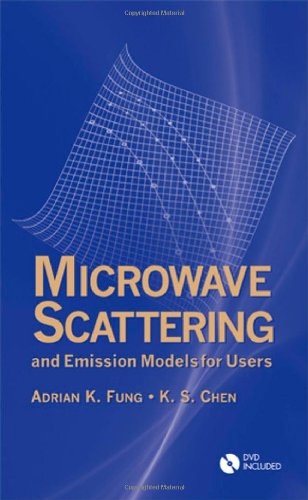 MICROWAVE
SCATTERING
and Emission Models for Users
ADRIAN K. FUNG • K. S. CHEN
DVD
INCLUDED